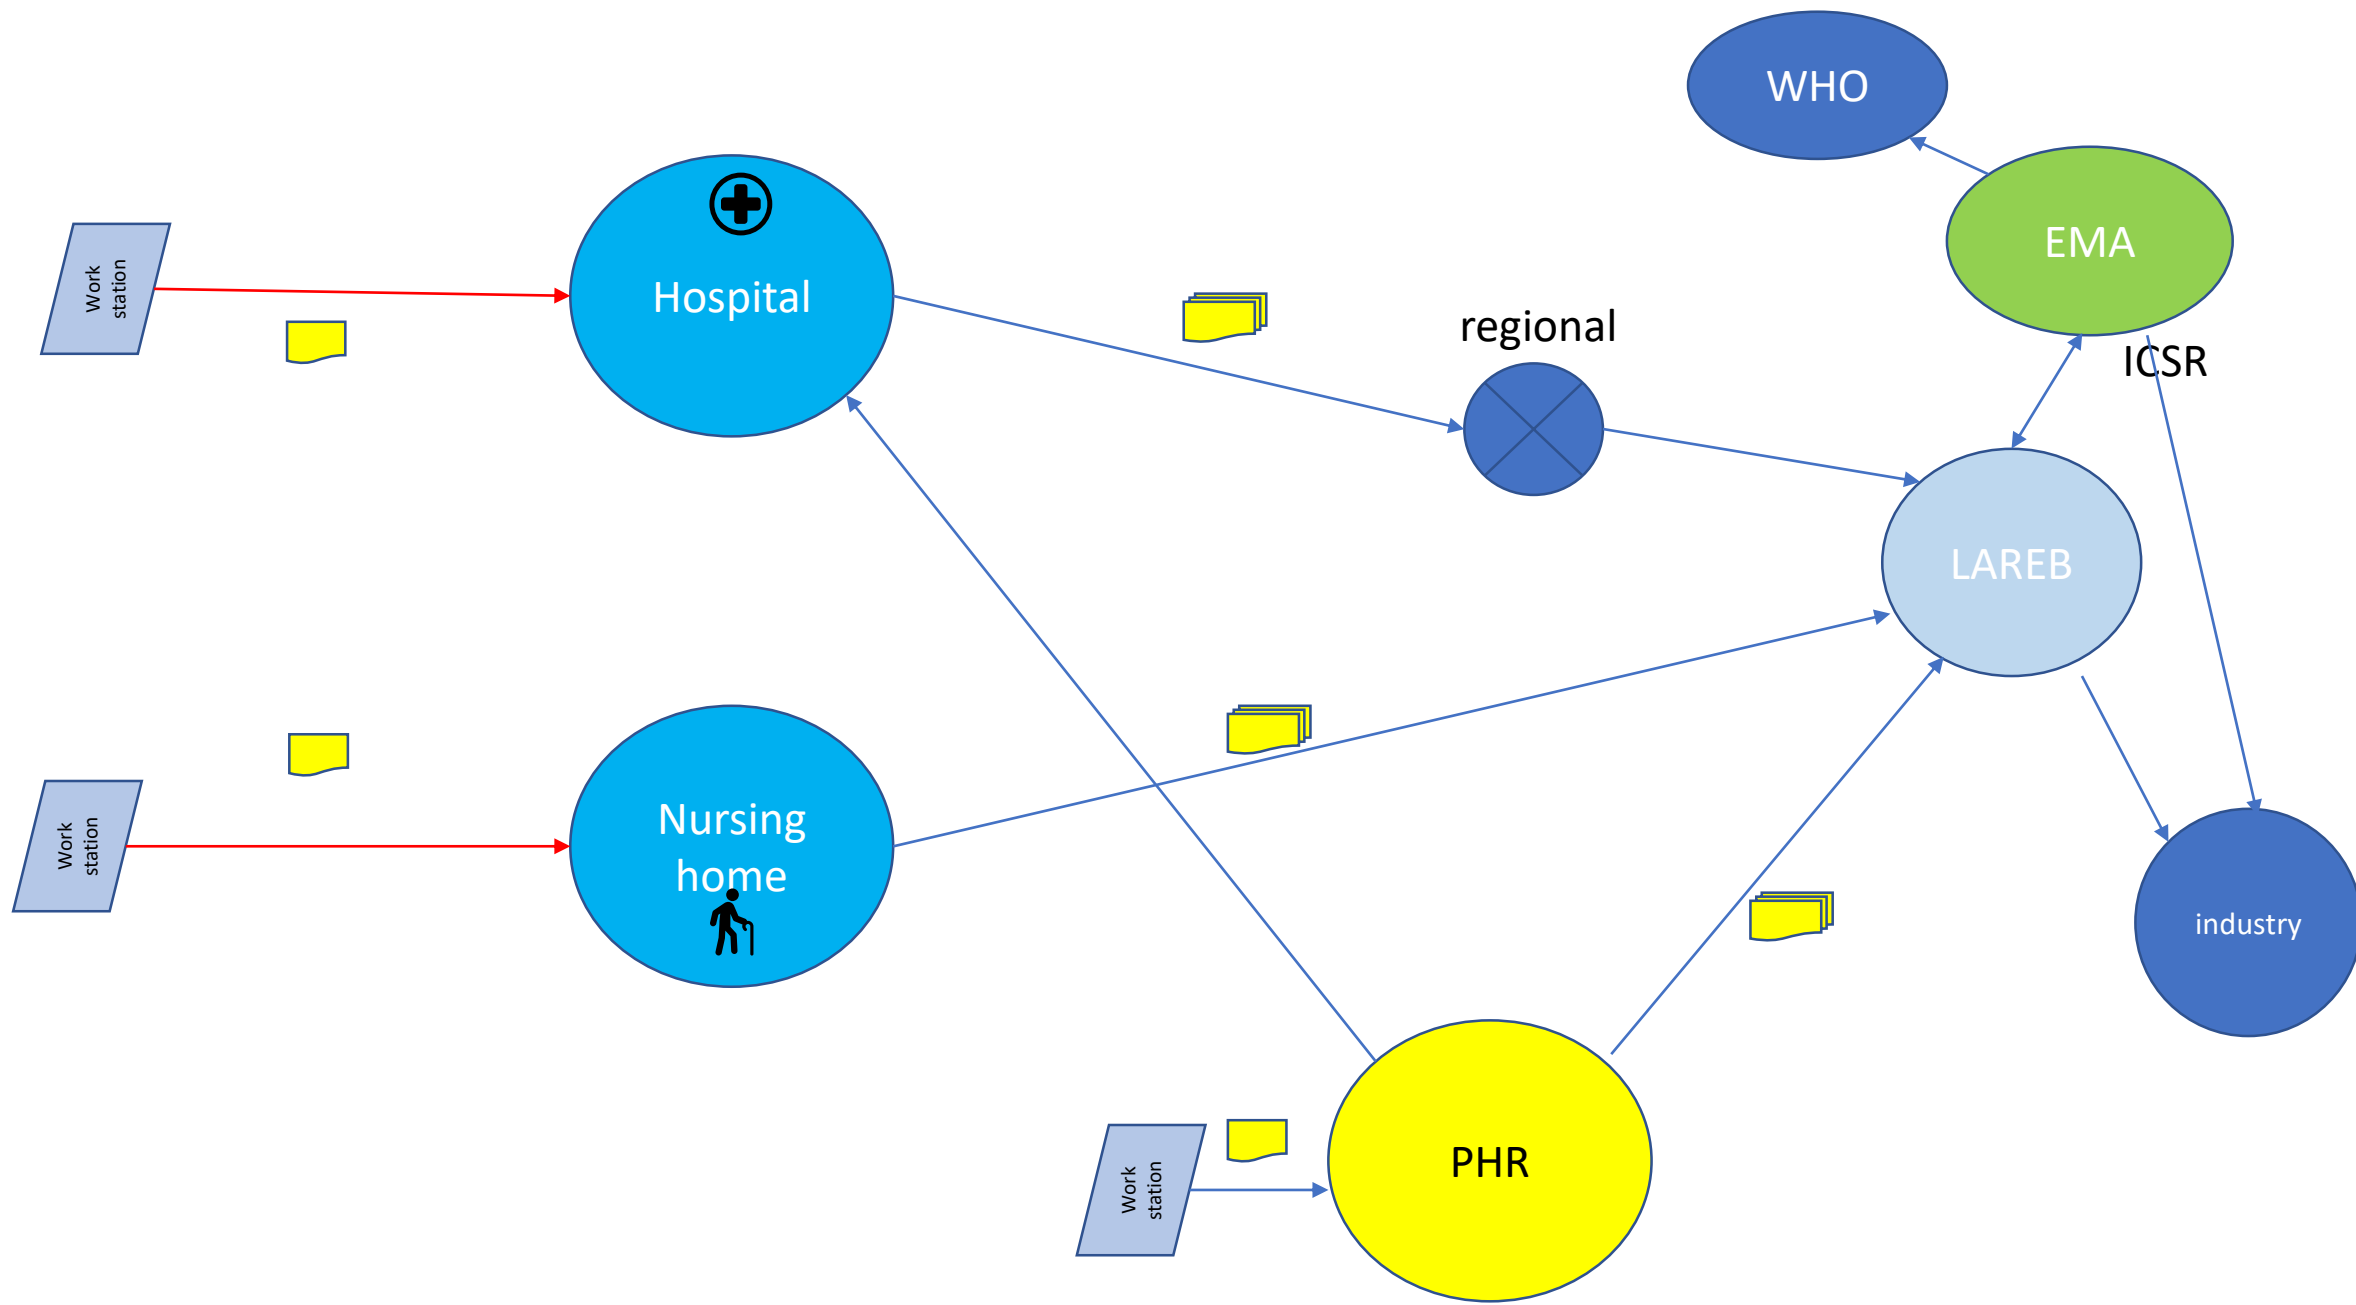 WHO
EMA
Work
station
Hospital
regional
ICSR
LAREB
Work
station
Nursing
home
industry
Work
station
PHR